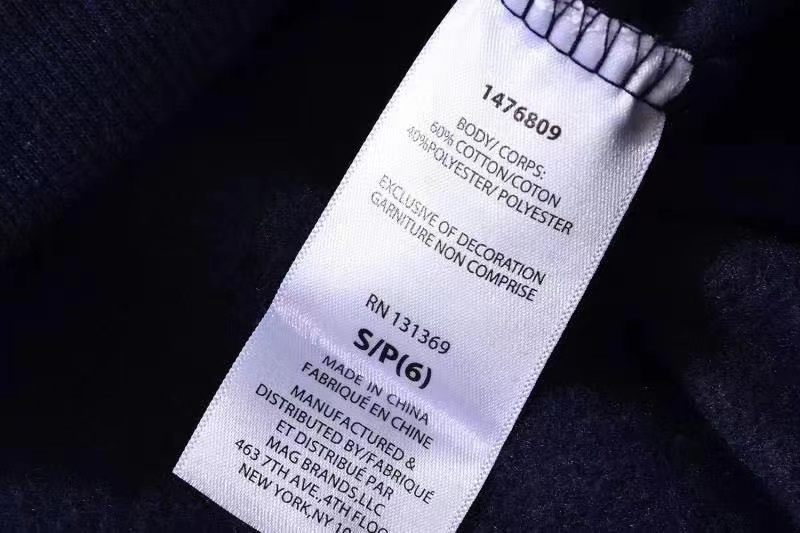 1476809
BODY/ CORPS:
60% COTTON/COTON
40%POLYESTER/ POLYESTER
EXCLUSIVE OF DECORATION
GARNITURE NON COMPRISE
RN 131369
S/P(6)
MADE IN CHINA
FABRIQUÉ EN CHINE
MANUFACTURED &
DISTRIBUTED BY/FABRIQUÉ
ET DISTRIBUÉ PAR
MAG BRANDS,LLC
463 7TH AVE.,4TH FLOO
NEW YORK,NY 10